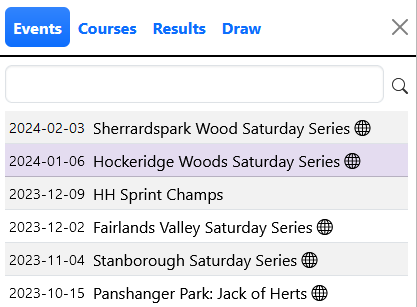 Events Courses Results Draw
2024-02-03 Sherrardspark Wood Saturday Series
2024-01-06 Hockeridge Woods Saturday Series
2023-12-09 HH Sprint Champs
2023-12-02 Fairlands Valley Saturday Series
2023-11-04 Stanborough Saturday Series
2023-10-15 Panshanger Park: Jack of Herts